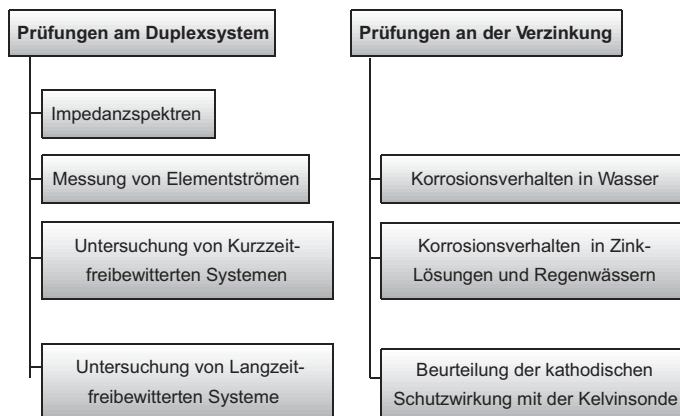 Prüfungen am Duplexsystem
Impedanzspektren
Messung von Elementströmen
Untersuchung von Kurzzeit-
freibewitterten Systemen
Untersuchung von Langzeit-
freibewitterten Systeme
Prüfungen an der Verzinkung
Korrosionsverhalten in Wasser
Korrosionsverhalten in Zink-
Lösungen und Regenwässern
Beurteilung der kathodischen
Schutzwirkung mit der Kelvinsonde